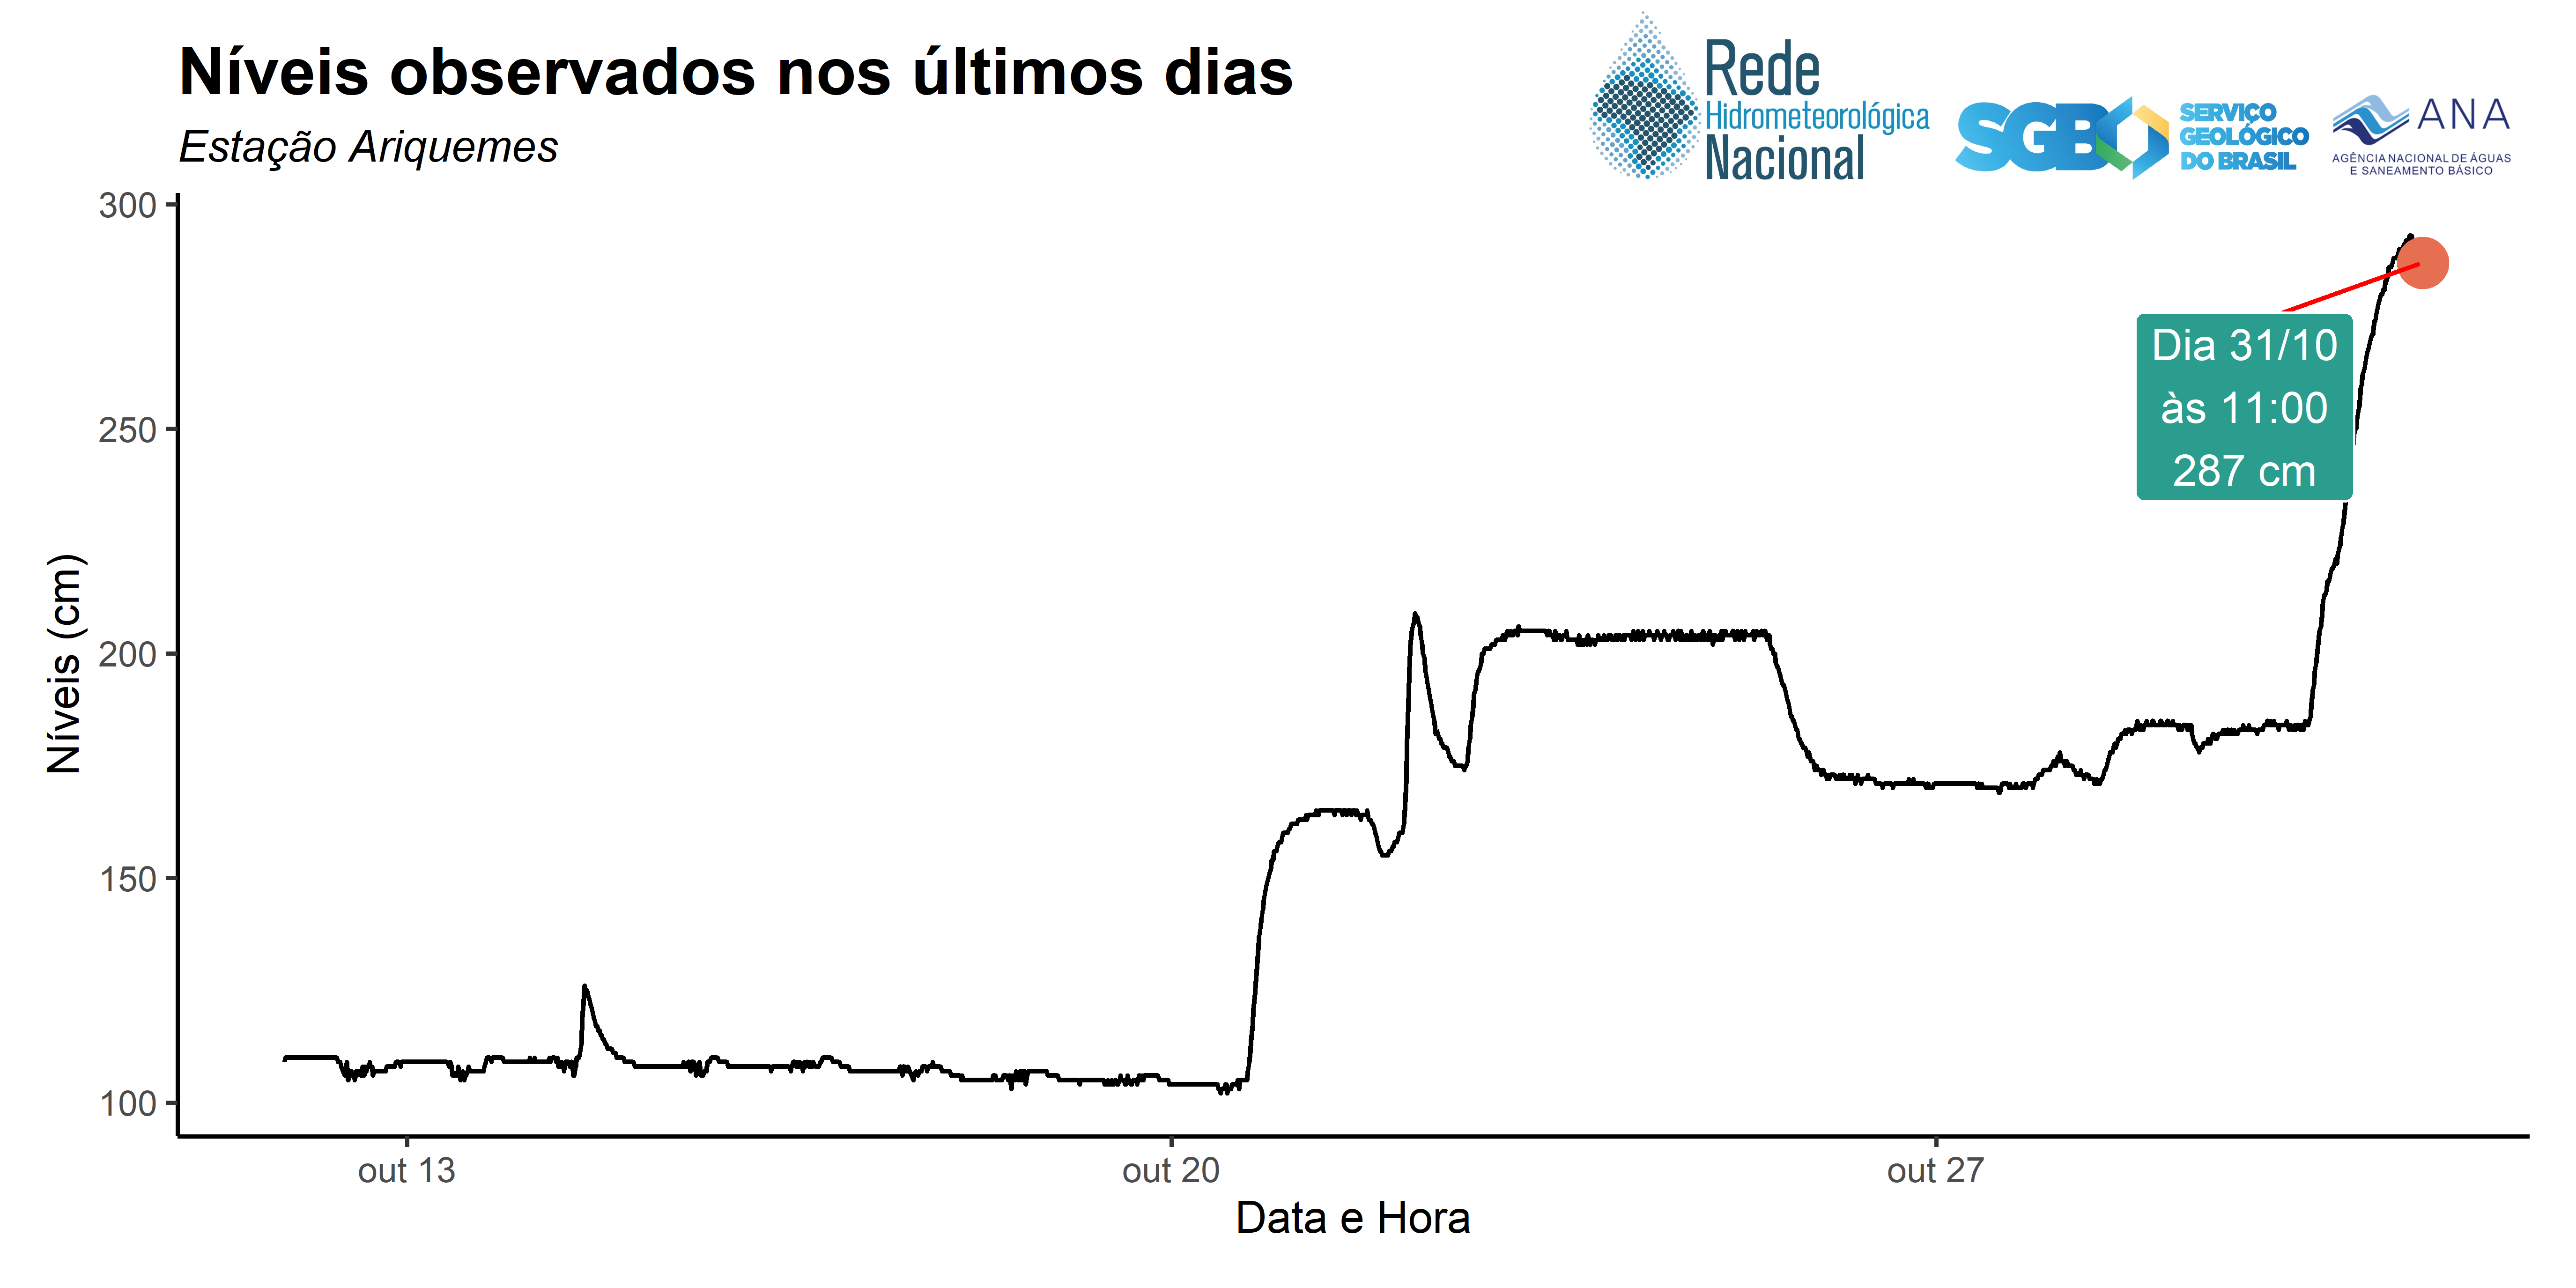 Níveis observados nos últimos dias
Estação Ariquemes
Rede
Hidrometeorológica
Nacional
SGB
SERVIÇO
GEOLÓGICO
DO BRASIL
ANA
AGÊNCIA NACIONAL DE ÁGUAS
E SANEAMENTO BÁSICO
300
250
200
150
100
Níveis (cm)
Dia 31/10
às 11:00
287 cm
out 13
out 20
out 27
Data e Hora